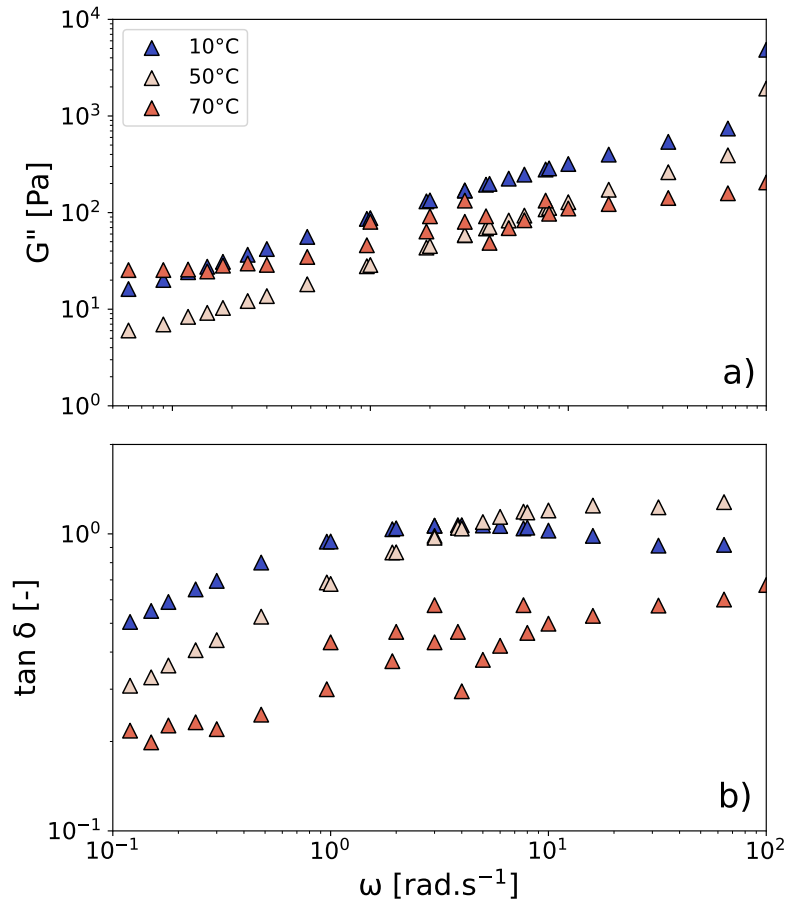 10⁴
10³
10²
10¹
10⁰
G" [Pa]
10°C
50°C
70°C
a)
10⁰
10⁻¹
tan δ [-]
b)
10⁻¹ 10⁰ 10¹ 10²
ω [rad.s⁻¹]